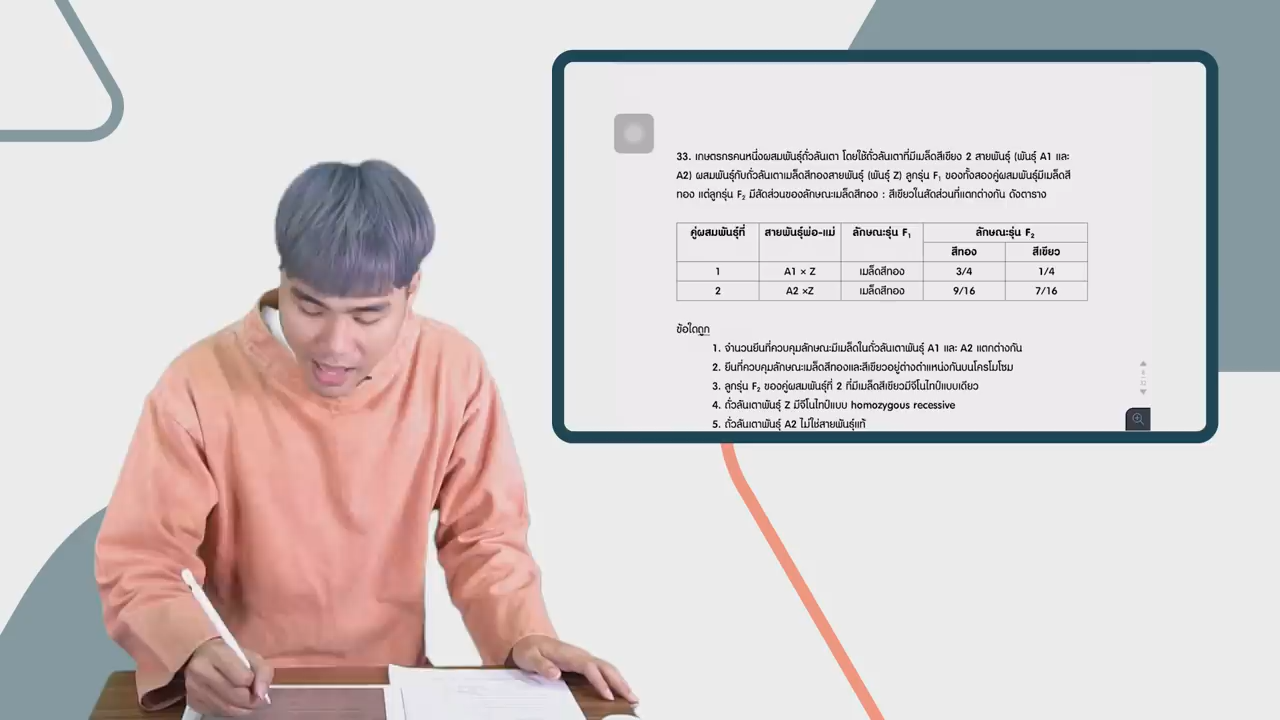 33. เกษตรกรคนหนึ่งผสมพันธุ์ถั่วลันเตา โดยใช้ถั่วลันเตาที่มีเมล็ดสีเขียว 2 สายพันธุ์ (พันธุ์ A1 และ
A2) ผสมพันธุ์กับถั่วลันเตาเมล็ดสีทองสายพันธุ์ (พันธุ์ Z) ลูกรุ่น F₁ ของทั้งสองคู่ผสมพันธุ์มีเมล็ดสี
ทอง แต่ลูกรุ่น F₂ มีสัดส่วนของลักษณะเมล็ดสีทอง : สีเขียวในสัดส่วนที่แตกต่างกัน ดังตาราง
คู่ผสมพันธุ์ที่ สายพันธุ์พ่อ-แม่ ลักษณะรุ่น F₁ ลักษณะรุ่น F₂
สีทอง สีเขียว
1 A1 × Z เมล็ดสีทอง 3/4 1/4
2 A2 ×Z เมล็ดสีทอง 9/16 7/16
ข้อใดถูก
1. จำนวนยีนที่ควบคุมลักษณะมีเมล็ดในถั่วลันเตาพันธุ์ A1 และ A2 แตกต่างกัน
2. ยีนที่ควบคุมลักษณะเมล็ดสีทองและสีเขียวอยู่ต่างตำแหน่งกันบนโครโมโซม
3. ลูกรุ่น F₂ ของคู่ผสมพันธุ์ที่ 2 ที่มีเมล็ดสีเขียวมีจีโนไทป์แบบเดียว
4. ถั่วลันเตาพันธุ์ Z มีจีโนไทป์แบบ homozygous recessive
5. ถั่วลันเตาพันธุ์ A2 ไม่ใช่สายพันธุ์แท้